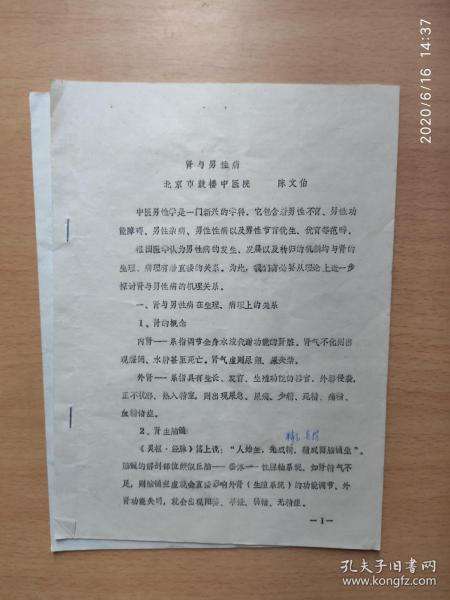 2020/6/16 14:37
肾与男性病
北京市鼓楼中医院 陈文伯
中医男性学是一门新兴的学科。它包含着男性不育、男性功
能障碍、男性杂病、男性性病以及男性节育优生、优育等范畴。
祖国医学认为男性病的发生、发展以及转归的机制均与肾的
生理、病理有着直接的关系。为此，我们有必要从理论上进一步
探讨肾与男性病的机理关系。
一、肾与男性病在生理、病理上的关系
1、肾的概念
内肾——系指调节全身水液代谢功能的肾脏。肾气不化则出
现癃闭、水肿甚至死亡。肾气虚则尿频、尿失禁。
外肾——系指具有生长、发育、生殖功能的器官。外邪侵袭，
正不抗邪、热入精室，则出现尿急、尿痛、少精、死精、痛精、
血精诸症。
2、肾生脑髓
《灵枢·经脉》篇上说：“人始生，先成精，精成而脑髓生”。
脑髓的解剖部位颇似丘脑——垂体——性腺轴系统。如肾精气不
足，则脑髓空虚就会直接影响外肾（生殖系统）的功能调节、外
肾功能失司，就会出现阳萎、早泄、弱精、无精症。
—1—
孔夫子旧书网
www.kongfz.com